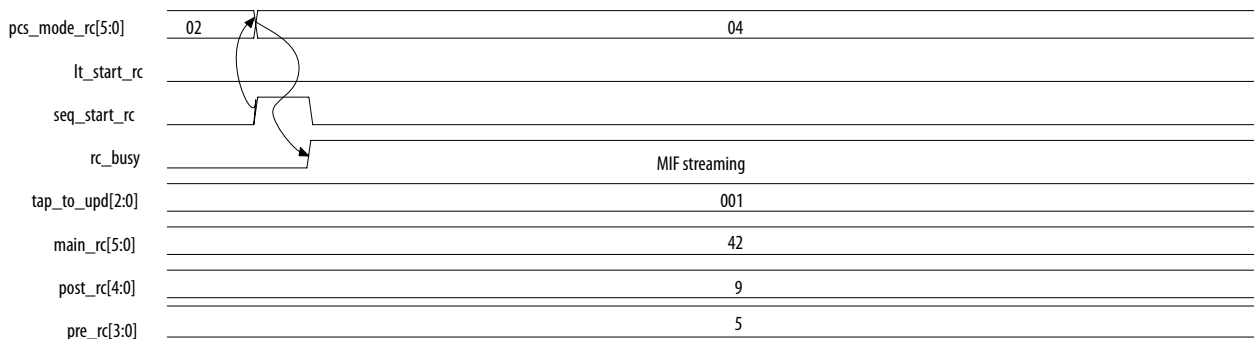 pcs_mode_rc[5:0] 02 04
lt_start_rc
seq_start_rc
rc_busy MIF streaming
tap_to_upd[2:0] 001
main_rc[5:0] 42
post_rc[4:0] 9
pre_rc[3:0] 5